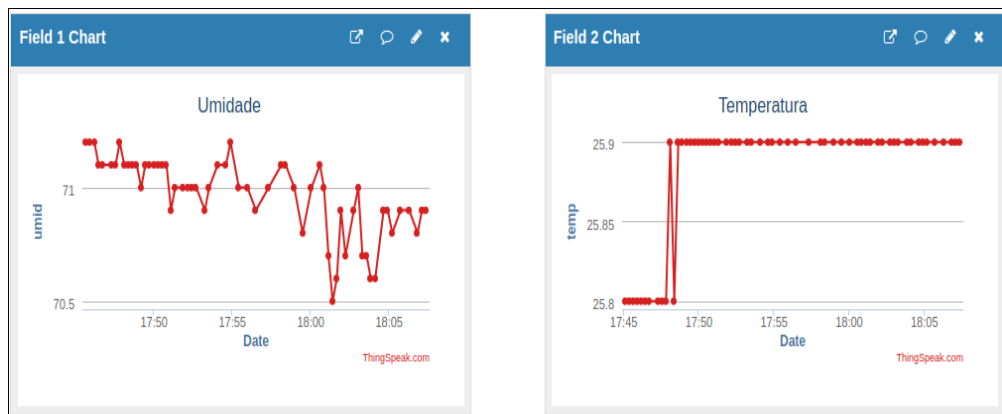 Field 1 Chart
Umidade
71
70.5
umid
17:50 17:55 18:00 18:05
Date
ThingSpeak.com
Field 2 Chart
Temperatura
25.9
25.85
25.8
temp
17:45 17:50 17:55 18:00 18:05
Date
ThingSpeak.com